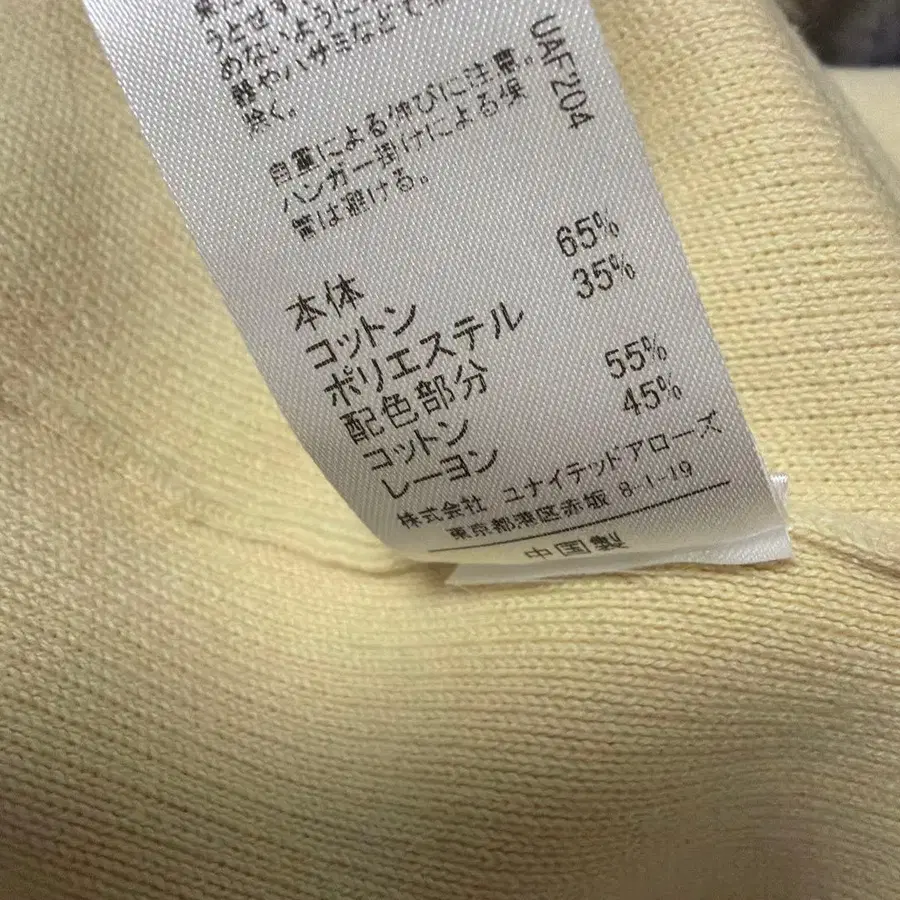 うとせず、
めないように
軽やハサミなどで
除く。
自重による伸びに注意。
ハンガー掛けによる保
管は避ける。
UAF'204
本体
コットン 65%
ポリエステル 35%
配色部分
コットン 55%
レーヨン 45%
株式会社 ユナイテッドアローズ
東京都港区赤坂 8-1-19
中国製